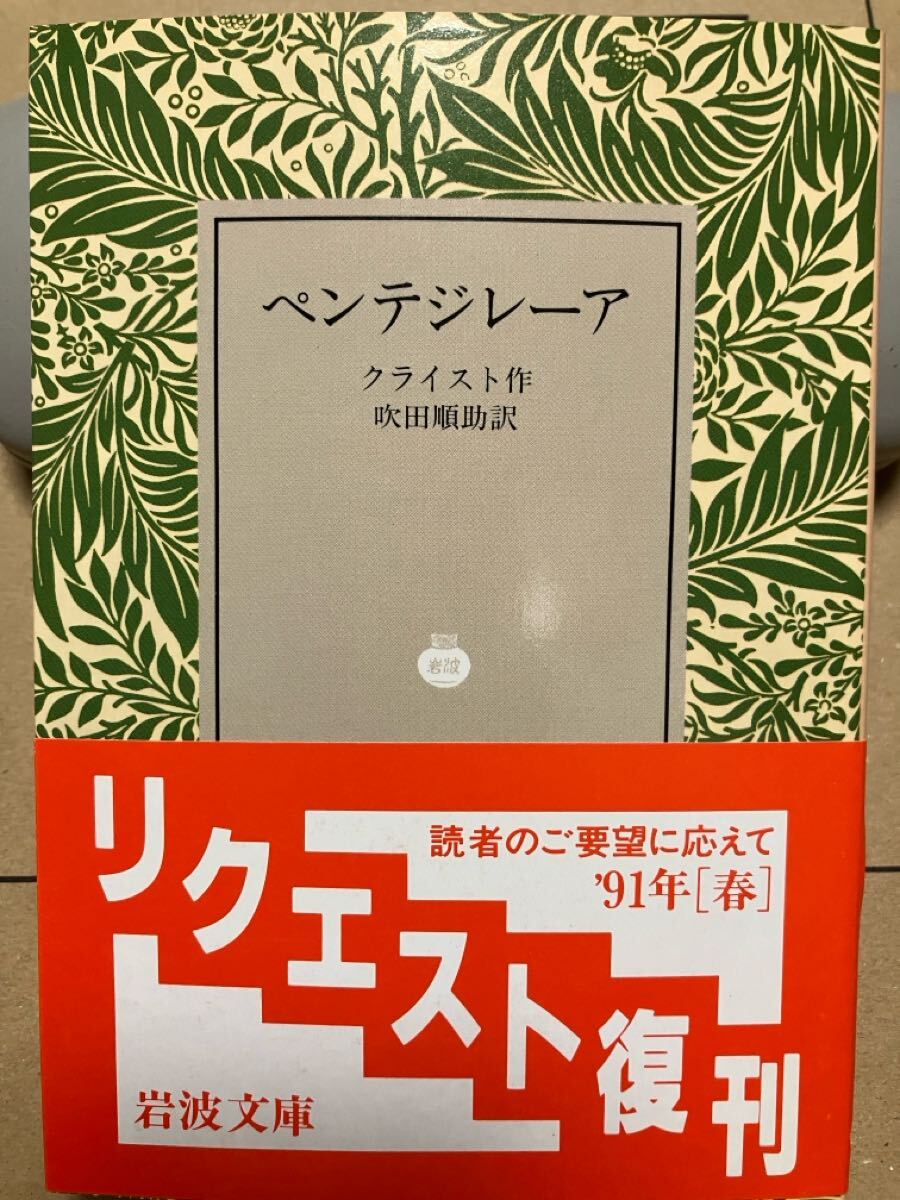 ペンテジレーア
クライスト作
吹田順助訳
岩波
読者のご要望に応えて
'91年[春]
リクエスト復刊
岩波文庫